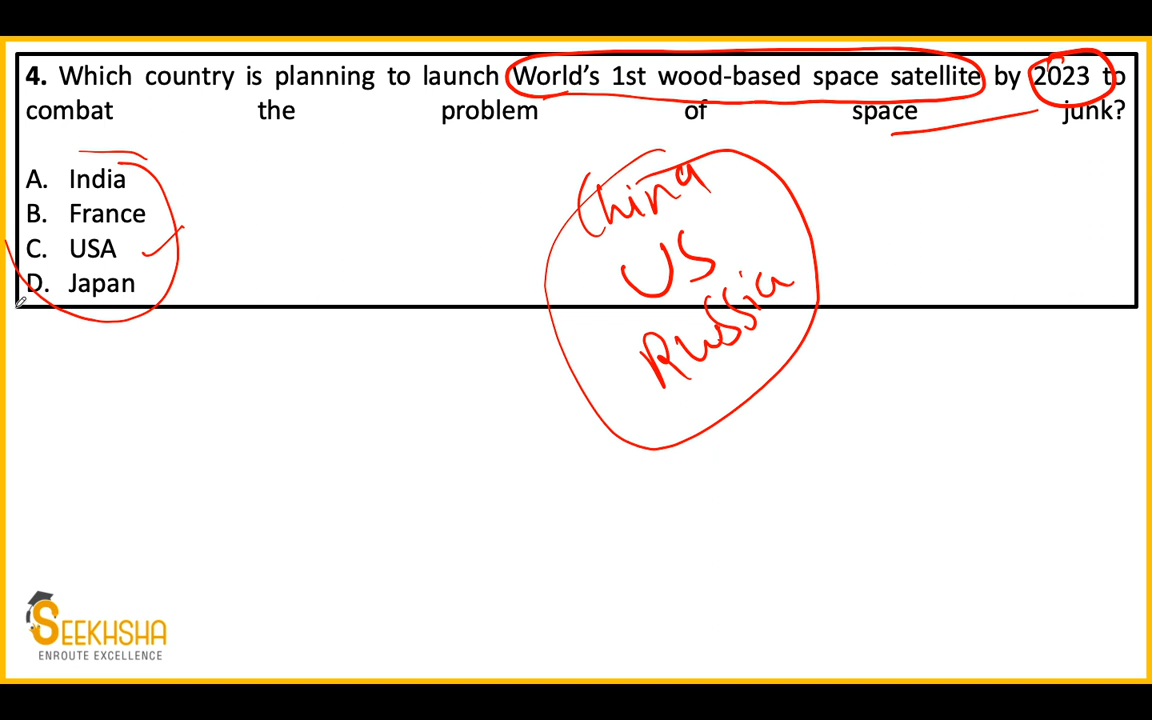 4. Which country is planning to launch World's 1st wood-based space satellite by 2023 to
combat the problem of space junk?
A. India
B. France
C. USA
D. Japan
China
US
Russia
SEEKHSHA
ENROUTE EXCELLENCE